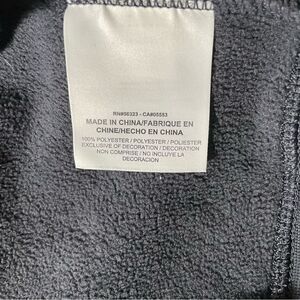 RN#56323 - CA#05553
MADE IN CHINA/FABRIQUE EN
CHINE/HECHO EN CHINA
100% POLYESTER / POLYESTER / POLIESTER
EXCLUSIVE OF DECORATION / DECORATION
NON COMPRISE / NO INCLUYE LA
DECORACION